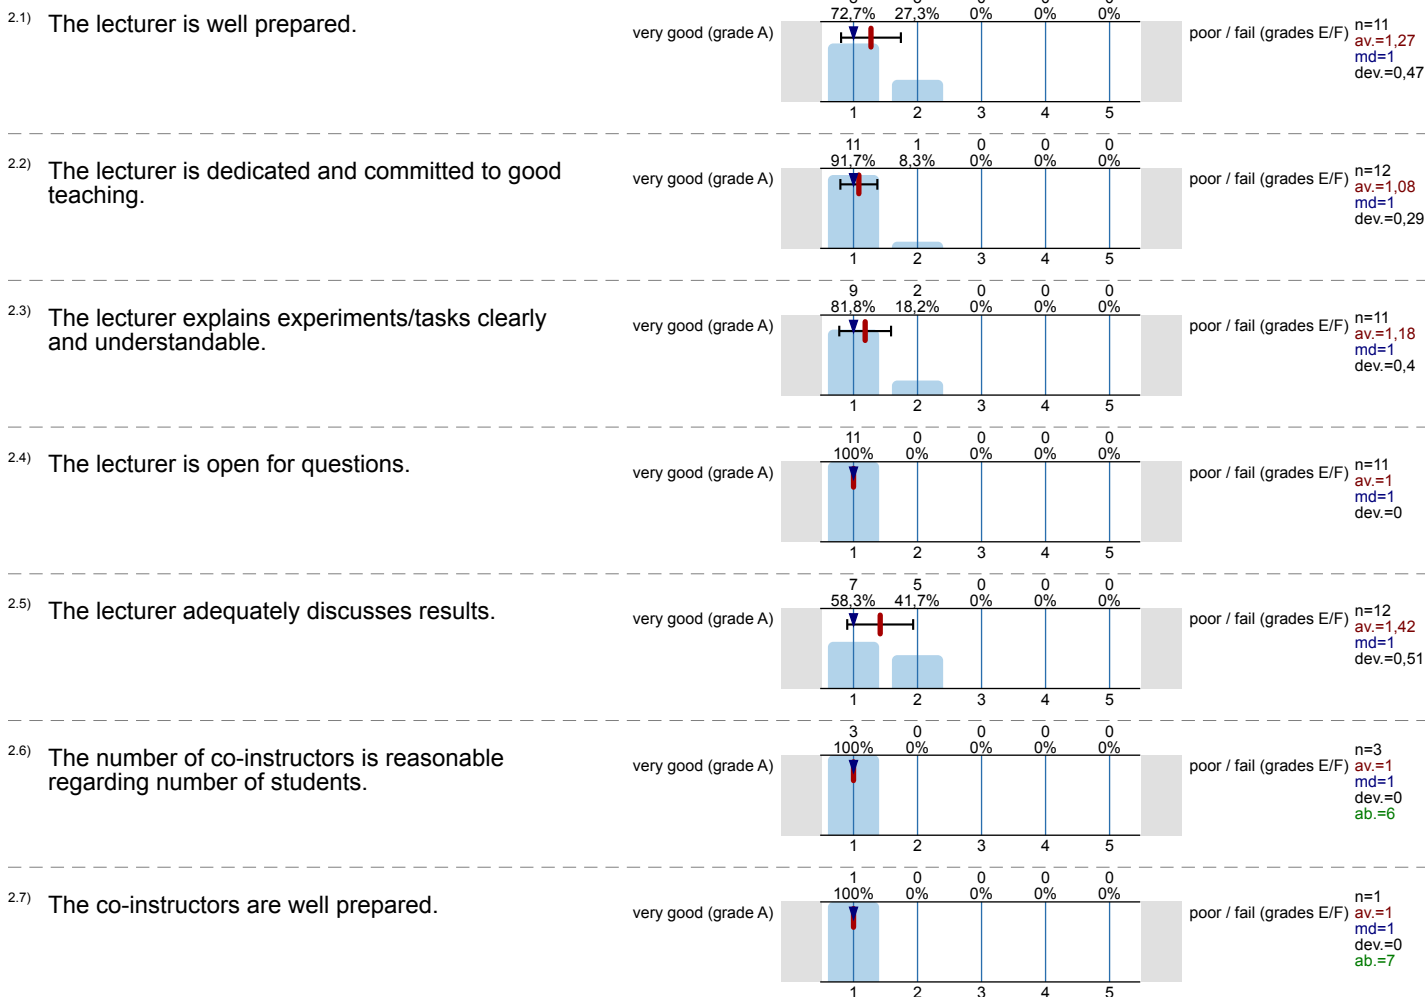 72,7% 27,3% 0% 0% 0%
2.1) The lecturer is well prepared.
very good (grade A)
poor / fail (grades E/F)
n=11
av.=1,27
md=1
dev.=0,47
1 2 3 4 5
11 1 0 0 0
91,7% 8,3% 0% 0% 0%
2.2) The lecturer is dedicated and committed to good
teaching.
very good (grade A)
poor / fail (grades E/F)
n=12
av.=1,08
md=1
dev.=0,29
1 2 3 4 5
9 2 0 0 0
81,8% 18,2% 0% 0% 0%
2.3) The lecturer explains experiments/tasks clearly
and understandable.
very good (grade A)
poor / fail (grades E/F)
n=11
av.=1,18
md=1
dev.=0,4
1 2 3 4 5
11 0 0 0 0
100% 0% 0% 0% 0%
2.4) The lecturer is open for questions.
very good (grade A)
poor / fail (grades E/F)
n=11
av.=1
md=1
dev.=0
1 2 3 4 5
7 5 0 0 0
58,3% 41,7% 0% 0% 0%
2.5) The lecturer adequately discusses results.
very good (grade A)
poor / fail (grades E/F)
n=12
av.=1,42
md=1
dev.=0,51
1 2 3 4 5
3 0 0 0 0
100% 0% 0% 0% 0%
2.6) The number of co-instructors is reasonable
regarding number of students.
very good (grade A)
poor / fail (grades E/F)
n=3
av.=1
md=1
dev.=0
ab.=6
1 2 3 4 5
1 0 0 0 0
100% 0% 0% 0% 0%
2.7) The co-instructors are well prepared.
very good (grade A)
poor / fail (grades E/F)
n=1
av.=1
md=1
dev.=0
ab.=7
1 2 3 4 5